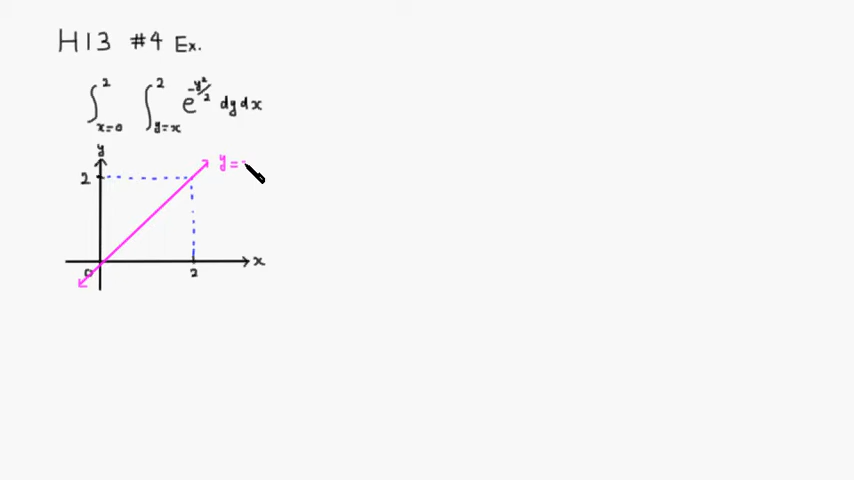 H13 #4 Ex.
∫_{x=0}^{2} ∫_{y=x}^{2} e^{-y²/2} dy dx
y
y =
2
0
2
x